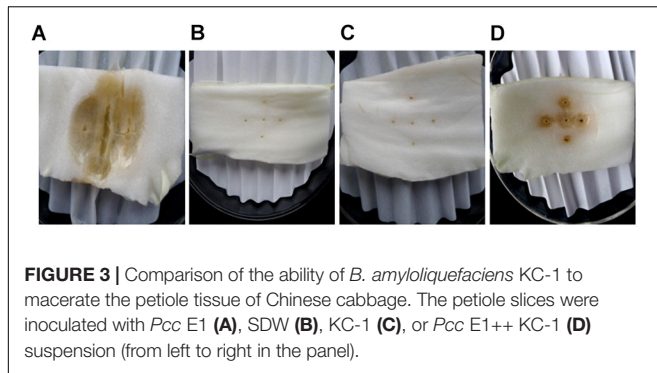 A B C D
FIGURE 3 | Comparison of the ability of B. amyloliquefaciens KC-1 to
macerate the petiole tissue of Chinese cabbage. The petiole slices were
inoculated with Pcc E1 (A), SDW (B), KC-1 (C), or Pcc E1++ KC-1 (D)
suspension (from left to right in the panel).